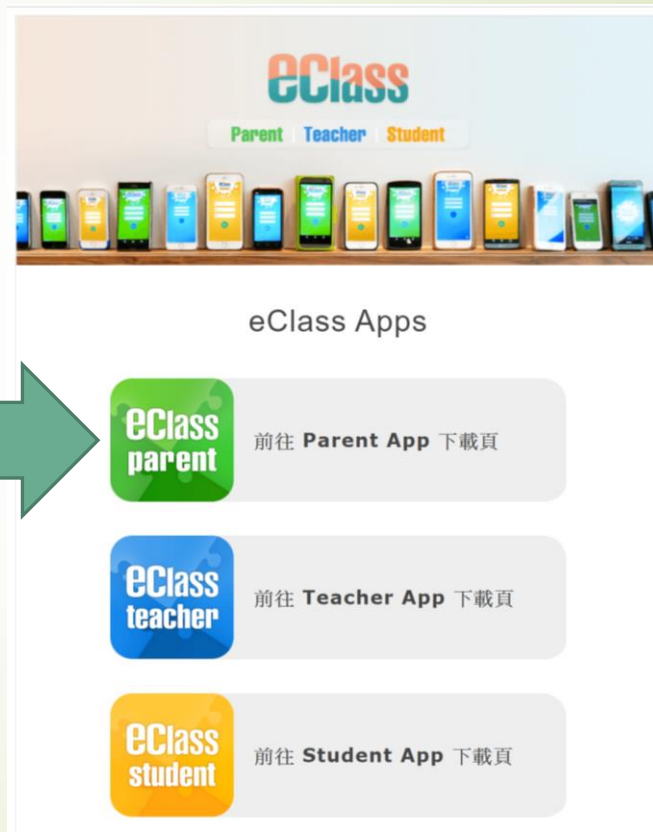 eClass
Parent Teacher Student
eClass Apps
eClass
parent
前往 Parent App 下載頁
eClass
teacher
前往 Teacher App 下載頁
eClass
student
前往 Student App 下載頁